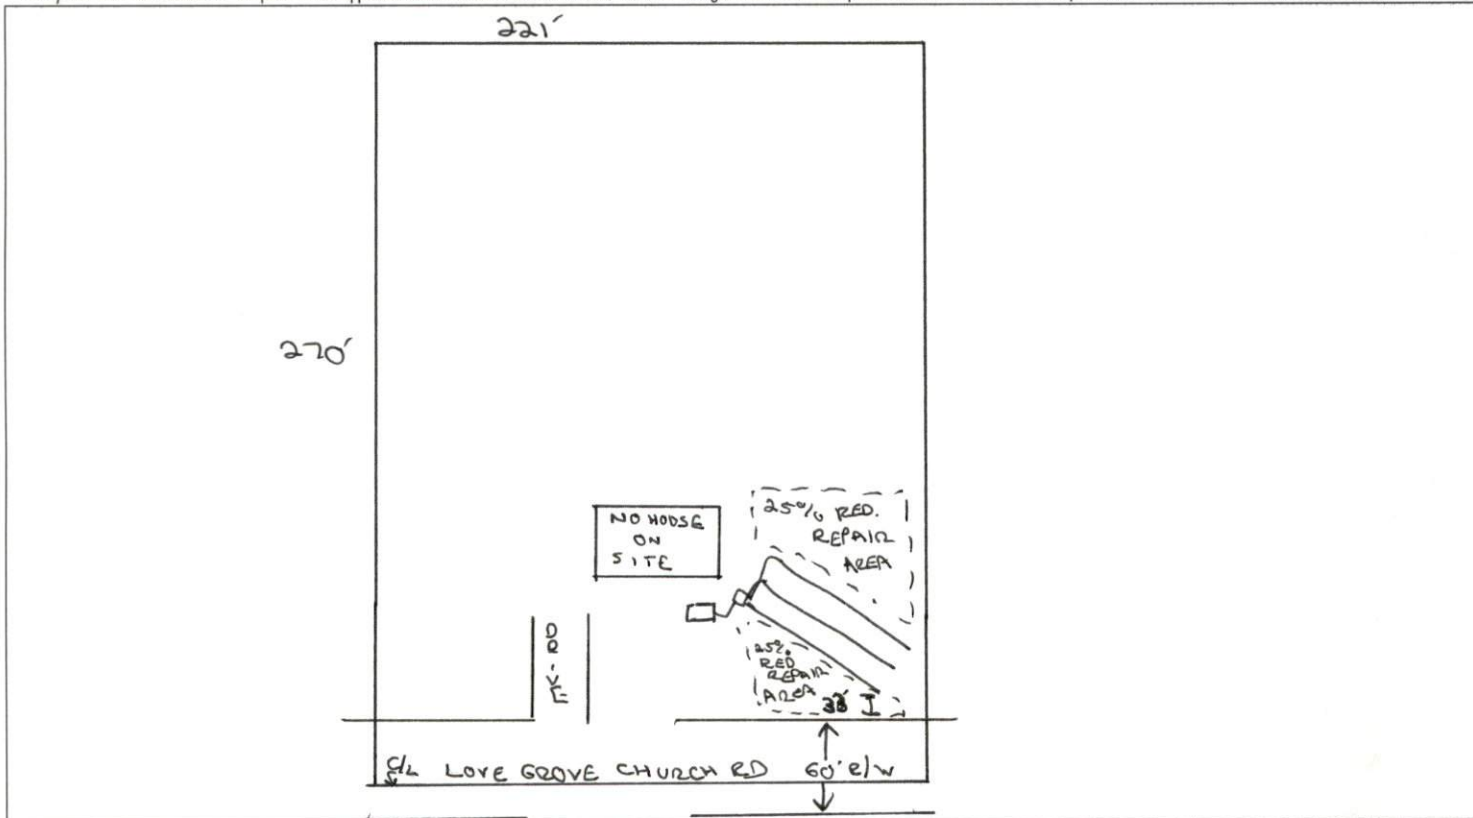 221'
270'
NO HOUSE
ON
SITE
25% RED.
REPAIR
AREA
DRIVE
25%
RED
REPAIR
AREA
33'
C/L LOVE GROVE CHURCH RD 60' R/W